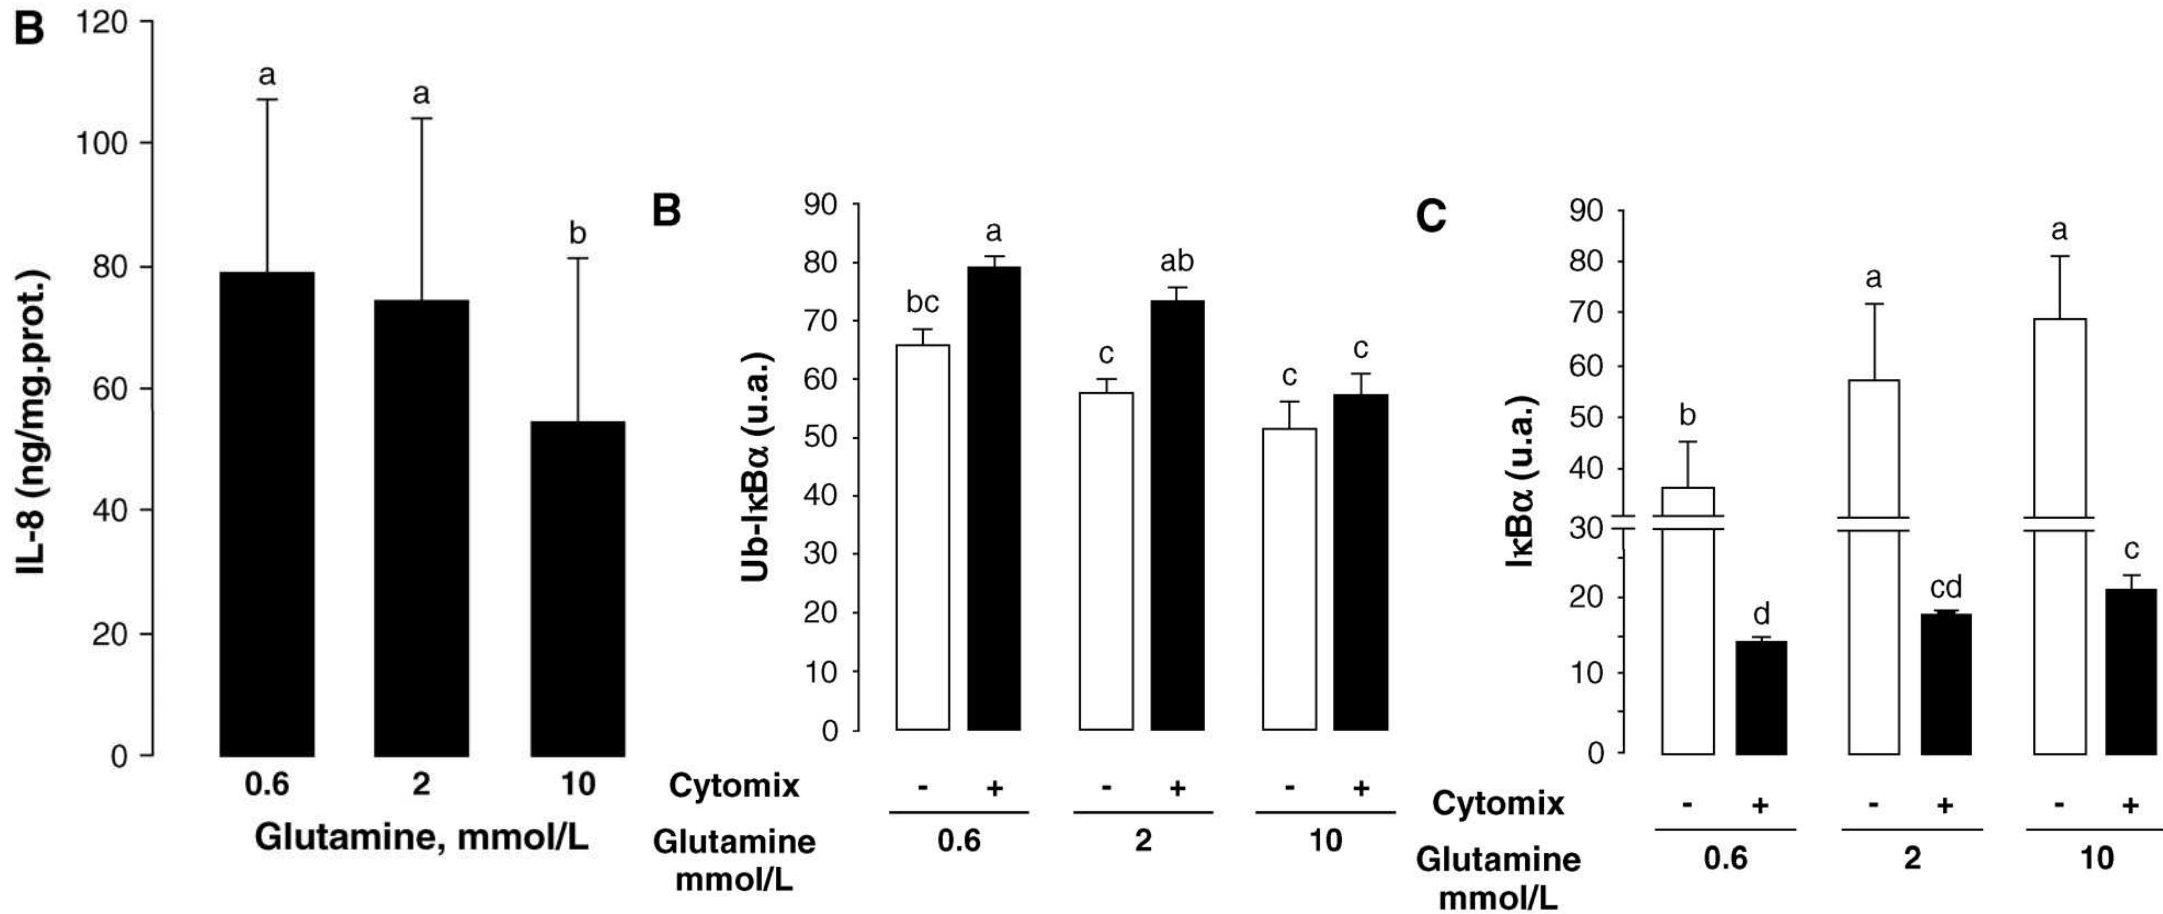 B
IL-8 (ng/mg.prot.)
120
100
80
60
40
20
0
a
a
b
0.6 2 10
Glutamine, mmol/L
B
Ub-IκBα (u.a.)
90
80
70
60
50
40
30
20
10
0
bc a c ab c c
Cytomix - + - + - +
Glutamine 0.6 2 10
mmol/L
C
IκBα (u.a.)
90
80
70
60
50
40
30
20
10
0
b d a cd a c
Cytomix - + - + - +
Glutamine 0.6 2 10
mmol/L